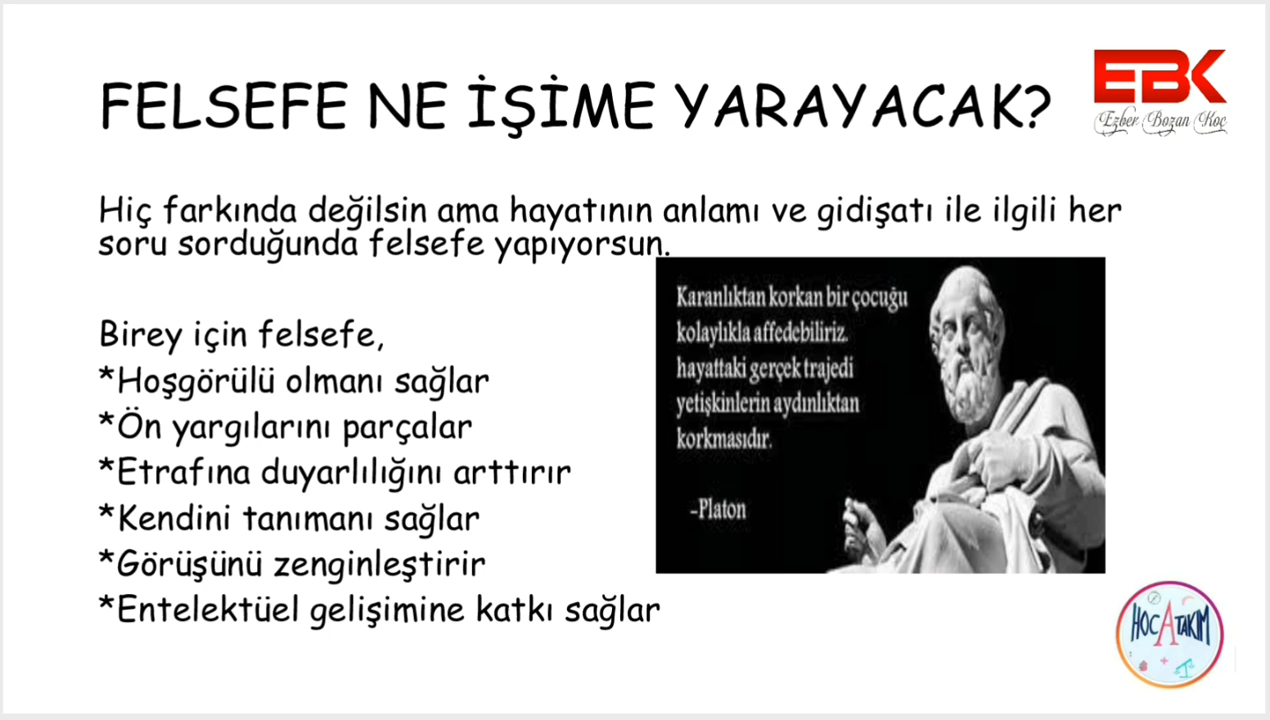 FELSEFE NE İŞİME YARAYACAK?
EBK
Ezber Bozan Koç
Hiç farkında değilsin ama hayatının anlamı ve gidişatı ile ilgili her
soru sorduğunda felsefe yapıyorsun.
Birey için felsefe,
*Hoşgörülü olmanı sağlar
*Ön yargılarını parçalar
*Etrafına duyarlılığını arttırır
*Kendini tanımanı sağlar
*Görüşünü zenginleştirir
*Entelektüel gelişimine katkı sağlar
Karanlıktan korkan bir çocuğu
kolaylıkla affedebiliriz.
hayattaki gerçek trajedi
yetişkinlerin aydınlıktan
korkmasıdır.
-Platon
HOCATAKIM